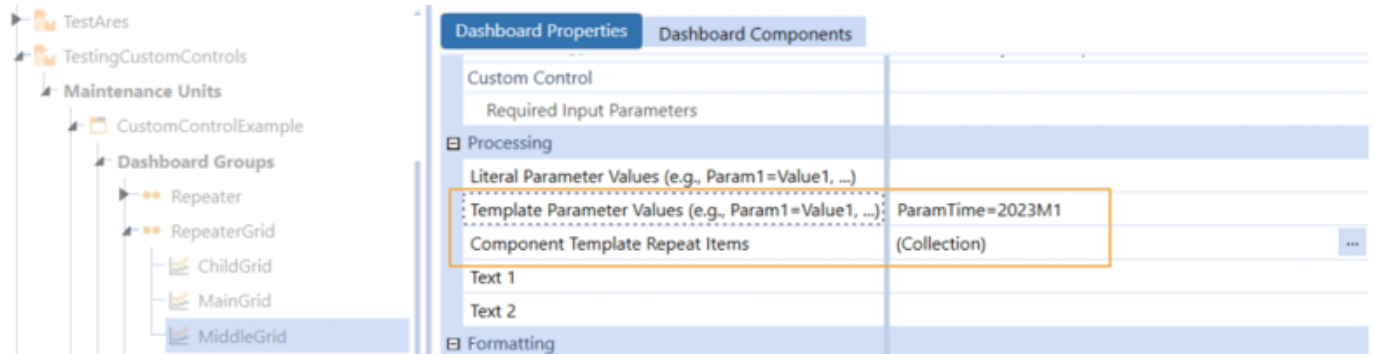 TestAres
TestingCustomControls
Maintenance Units
CustomControlExample
Dashboard Groups
Repeater
RepeaterGrid
ChildGrid
MainGrid
MiddleGrid
Dashboard Properties
Dashboard Components
Custom Control
Required Input Parameters
Processing
Literal Parameter Values (e.g., Param1=Value1, ...)
Template Parameter Values (e.g., Param1=Value1, ...) ParamTime=2023M1
Component Template Repeat Items (Collection) ...
Text 1
Text 2
Formatting